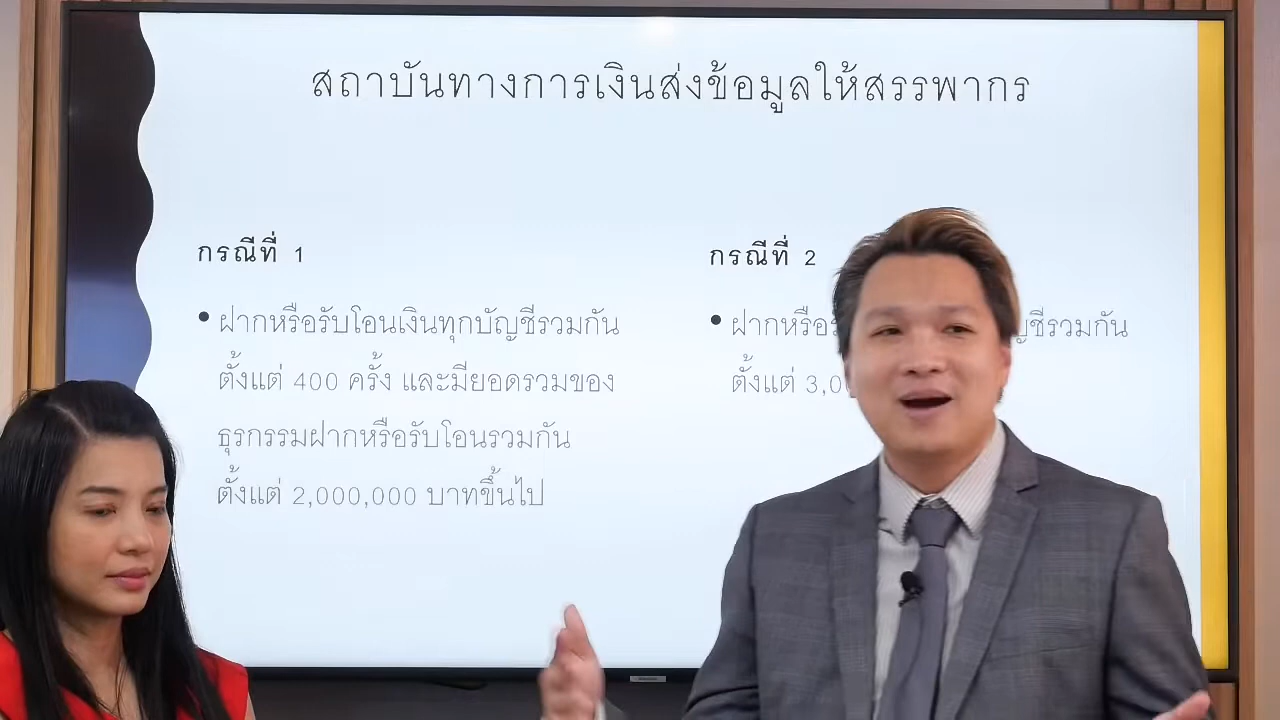 สถาบันทางการเงินส่งข้อมูลให้สรรพากร
กรณีที่ 1
• ฝากหรือรับโอนเงินทุกบัญชีรวมกัน
ตั้งแต่ 400 ครั้ง และมียอดรวมของ
ธุรกรรมฝากหรือรับโอนรวมกัน
ตั้งแต่ 2,000,000 บาทขึ้นไป
กรณีที่ 2
• ฝากหรือ ชีรวมกัน
ตั้งแต่ 3,0